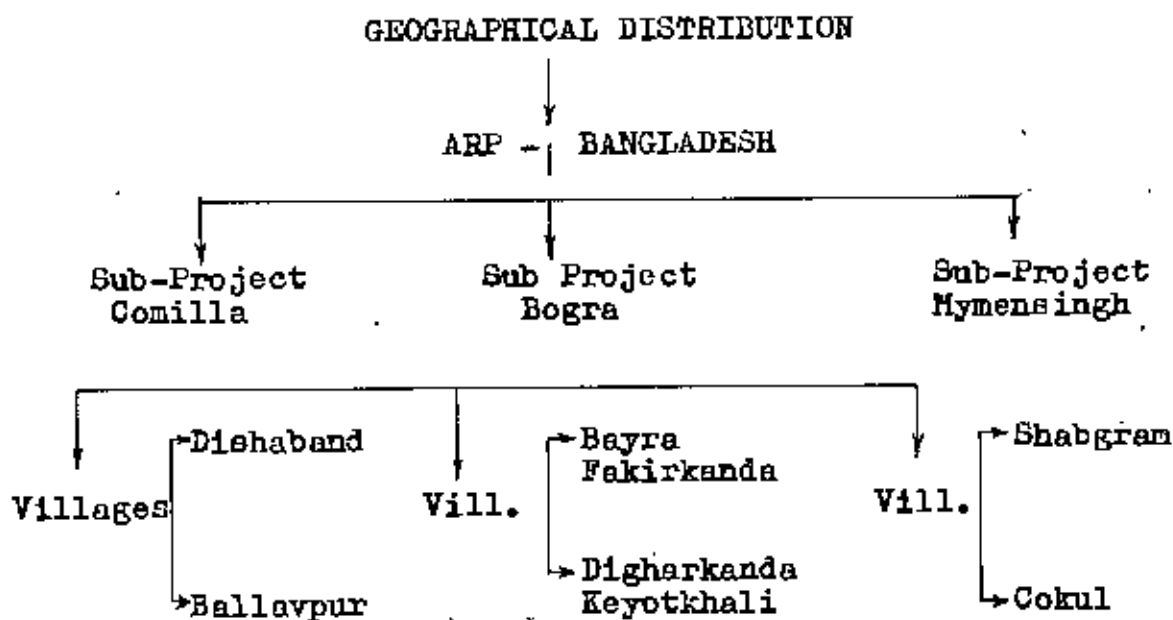 GEOGRAPHICAL DISTRIBUTION
ARP - BANGLADESH
Sub-Project
Comilla
Sub Project
Bogra
Sub-Project
Mymensingh
Villages
Dishaband
Ballavpur
Vill.
Bayra
Fakirkanda
Digharkanda
Keyotkhali
Vill.
Shabgram
Cokul